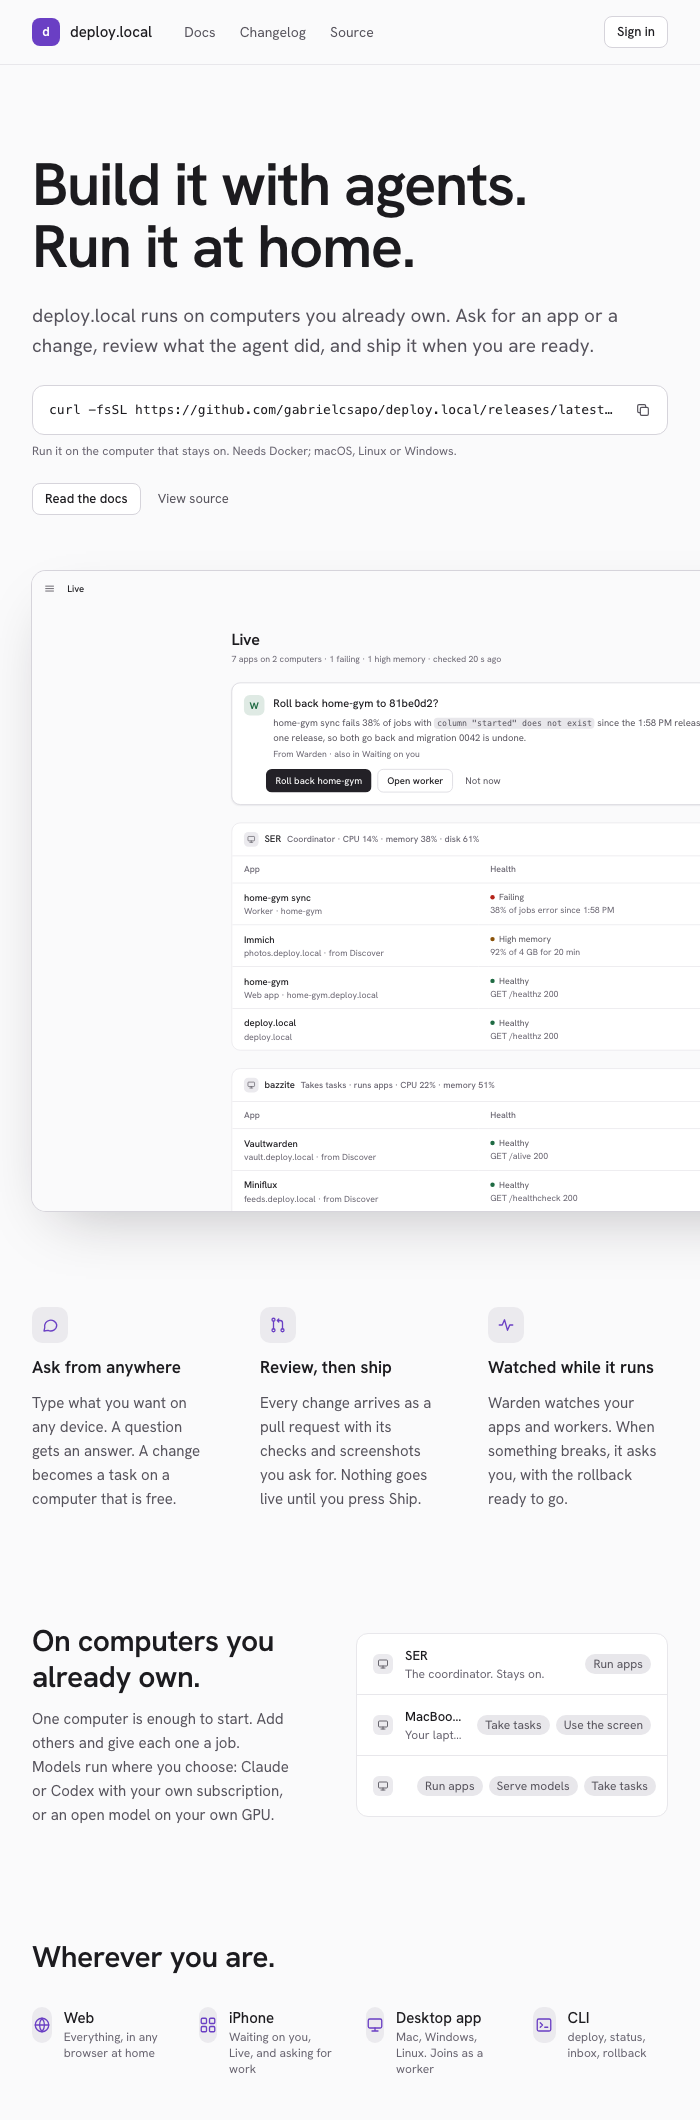 d deploy.local Docs Changelog Source Sign in
Build it with agents.
Run it at home.
deploy.local runs on computers you already own. Ask for an app or a
change, review what the agent did, and ship it when you are ready.
curl -fsSL https://github.com/gabrielcsapo/deploy.local/releases/latest…
Run it on the computer that stays on. Needs Docker; macOS, Linux or Windows.
Read the docs View source
Live
Live
7 apps on 2 computers · 1 failing · 1 high memory · checked 20 s ago
W Roll back home-gym to 81be0d2?
home-gym sync fails 38% of jobs with column "started" does not exist since the 1:58 PM releas
one release, so both go back and migration 0042 is undone.
From Warden · also in Waiting on you
Roll back home-gym Open worker Not now
SER Coordinator · CPU 14% · memory 38% · disk 61%
App Health
home-gym sync Failing
Worker · home-gym 38% of jobs error since 1:58 PM
Immich High memory
photos.deploy.local · from Discover 92% of 4 GB for 20 min
home-gym Healthy
Web app · home-gym.deploy.local GET /healthz 200
deploy.local Healthy
deploy.local GET /healthz 200
bazzite Takes tasks · runs apps · CPU 22% · memory 51%
App Health
Vaultwarden Healthy
vault.deploy.local · from Discover GET /alive 200
Miniflux Healthy
feeds.deploy.local · from Discover GET /healthcheck 200
Ask from anywhere
Type what you want on
any device. A question
gets an answer. A change
becomes a task on a
computer that is free.
Review, then ship
Every change arrives as a
pull request with its
checks and screenshots
you ask for. Nothing goes
live until you press Ship.
Watched while it runs
Warden watches your
apps and workers. When
something breaks, it asks
you, with the rollback
ready to go.
On computers you
already own.
One computer is enough to start. Add
others and give each one a job.
Models run where you choose: Claude
or Codex with your own subscription,
or an open model on your own GPU.
SER
The coordinator. Stays on.
Run apps
MacBoo…
Your lapt…
Take tasks Use the screen
Run apps Serve models Take tasks
Wherever you are.
Web
Everything, in any
browser at home
iPhone
Waiting on you,
Live, and asking for
work
Desktop app
Mac, Windows,
Linux. Joins as a
worker
CLI
deploy, status,
inbox, rollback